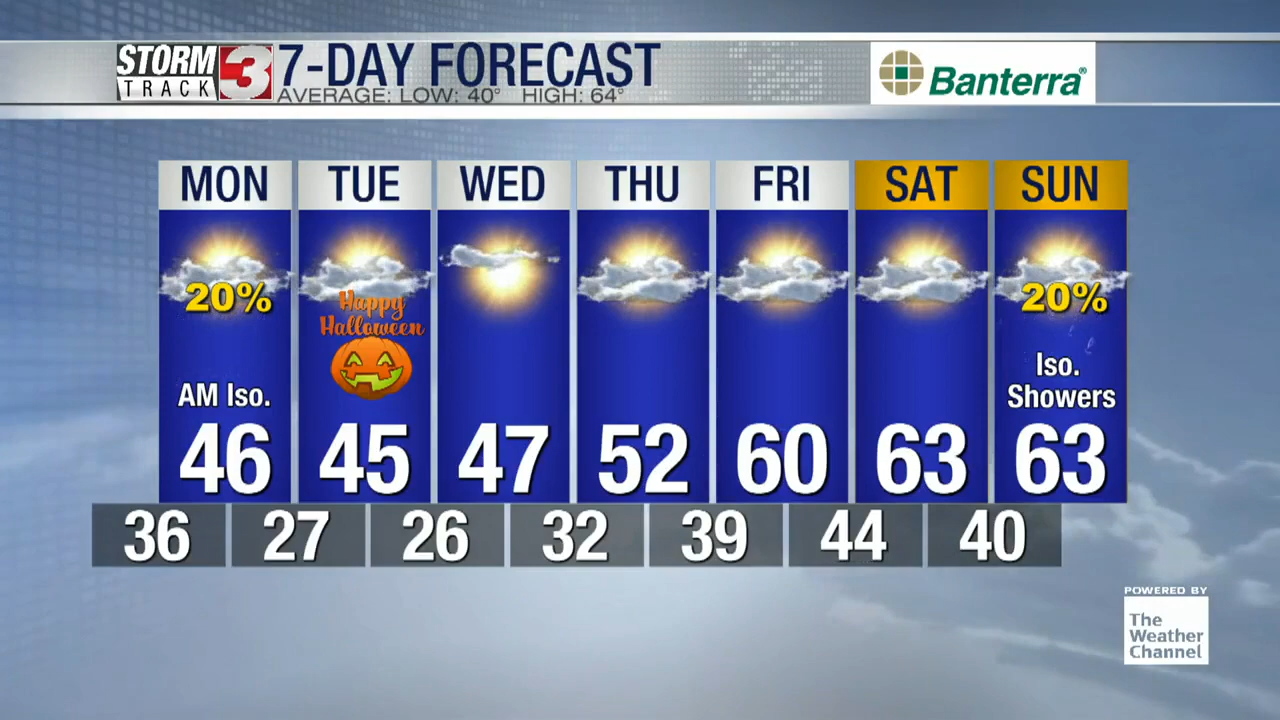 STORM
TRACK 3
7-DAY FORECAST
AVERAGE: LOW: 40° HIGH: 64°
Banterra®
MON TUE WED THU FRI SAT SUN
20% 20%
Happy
Halloween
Iso.
AM Iso. Showers
46 45 47 52 60 63 63
36 27 26 32 39 44 40
POWERED BY
The
Weather
Channel